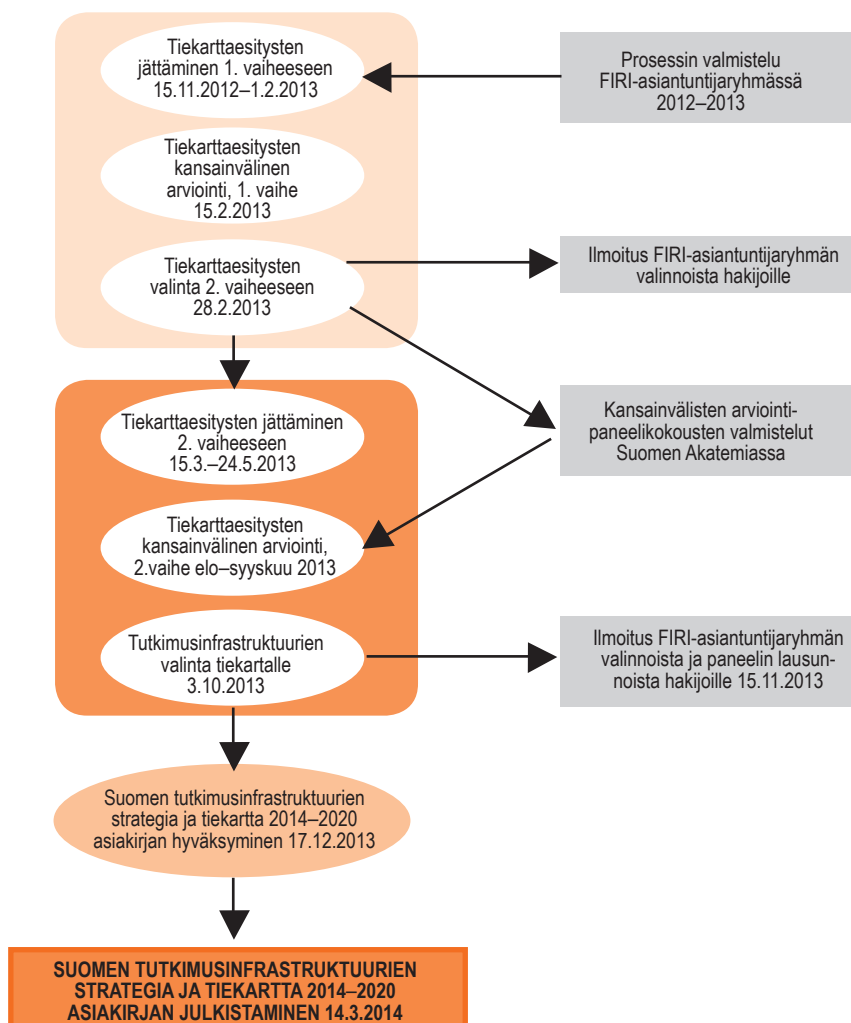 Tiekarttaesitysten
jättäminen 1. vaiheeseen
15.11.2012–1.2.2013
Prosessin valmistelu
FIRI-asiantuntijaryhmässä
2012–2013
Tiekarttaesitysten
kansainvälinen
arviointi, 1. vaihe
15.2.2013
Tiekarttaesitysten
valinta 2. vaiheeseen
28.2.2013
Ilmoitus FIRI-asiantuntijaryhmän
valinnoista hakijoille
Tiekarttaesitysten jättäminen
2. vaiheeseen
15.3.–24.5.2013
Kansainvälisten arviointi-
paneelikokousten valmistelut
Suomen Akatemiassa
Tiekarttaesitysten
kansainvälinen arviointi,
2.vaihe elo–syyskuu 2013
Tutkimusinfrastruktuurien
valinta tiekartalle
3.10.2013
Ilmoitus FIRI-asiantuntijaryhmän
valinnoista ja paneelin lausun-
noista hakijoille 15.11.2013
Suomen tutkimusinfrastruktuurien
strategia ja tiekartta 2014–2020
asiakirjan hyväksyminen 17.12.2013
SUOMEN TUTKIMUSINFRASTRUKTUURIEN
STRATEGIA JA TIEKARTTA 2014–2020
ASIAKIRJAN JULKISTAMINEN 14.3.2014